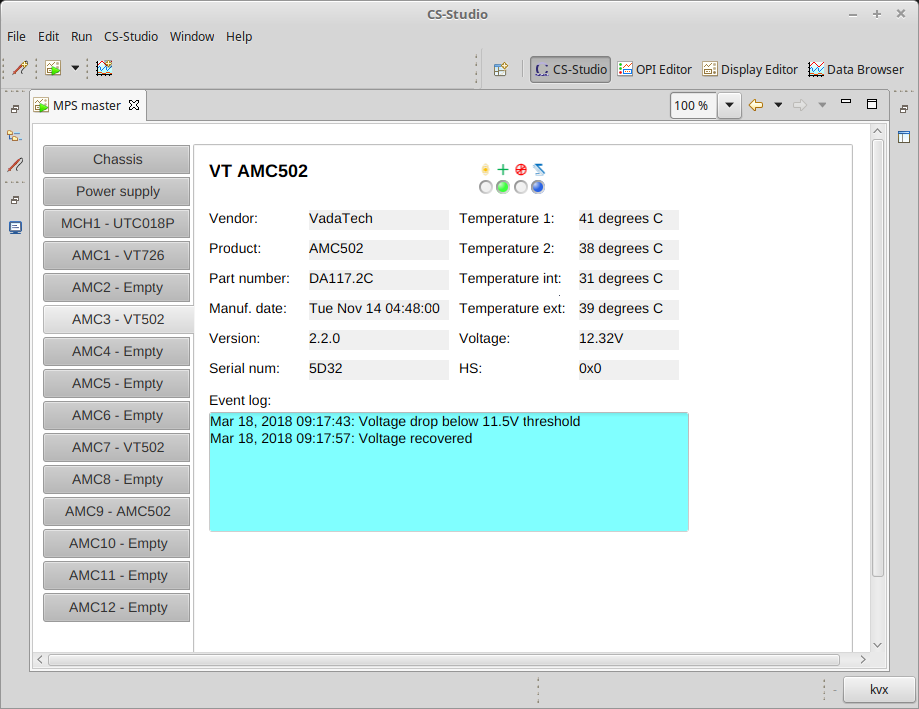 CS-Studio
File Edit Run CS-Studio Window Help
CS-Studio OPI Editor Display Editor Data Browser
MPS master 100 %
Chassis
Power supply
MCH1 - UTC018P
AMC1 - VT726
AMC2 - Empty
AMC3 - VT502
AMC4 - Empty
AMC5 - Empty
AMC6 - Empty
AMC7 - VT502
AMC8 - Empty
AMC9 - AMC502
AMC10 - Empty
AMC11 - Empty
AMC12 - Empty
VT AMC502
Vendor: VadaTech Temperature 1: 41 degrees C
Product: AMC502 Temperature 2: 38 degrees C
Part number: DA117.2C Temperature int: 31 degrees C
Manuf. date: Tue Nov 14 04:48:00 Temperature ext: 39 degrees C
Version: 2.2.0 Voltage: 12.32V
Serial num: 5D32 HS: 0x0
Event log:
Mar 18, 2018 09:17:43: Voltage drop below 11.5V threshold
Mar 18, 2018 09:17:57: Voltage recovered
kvx